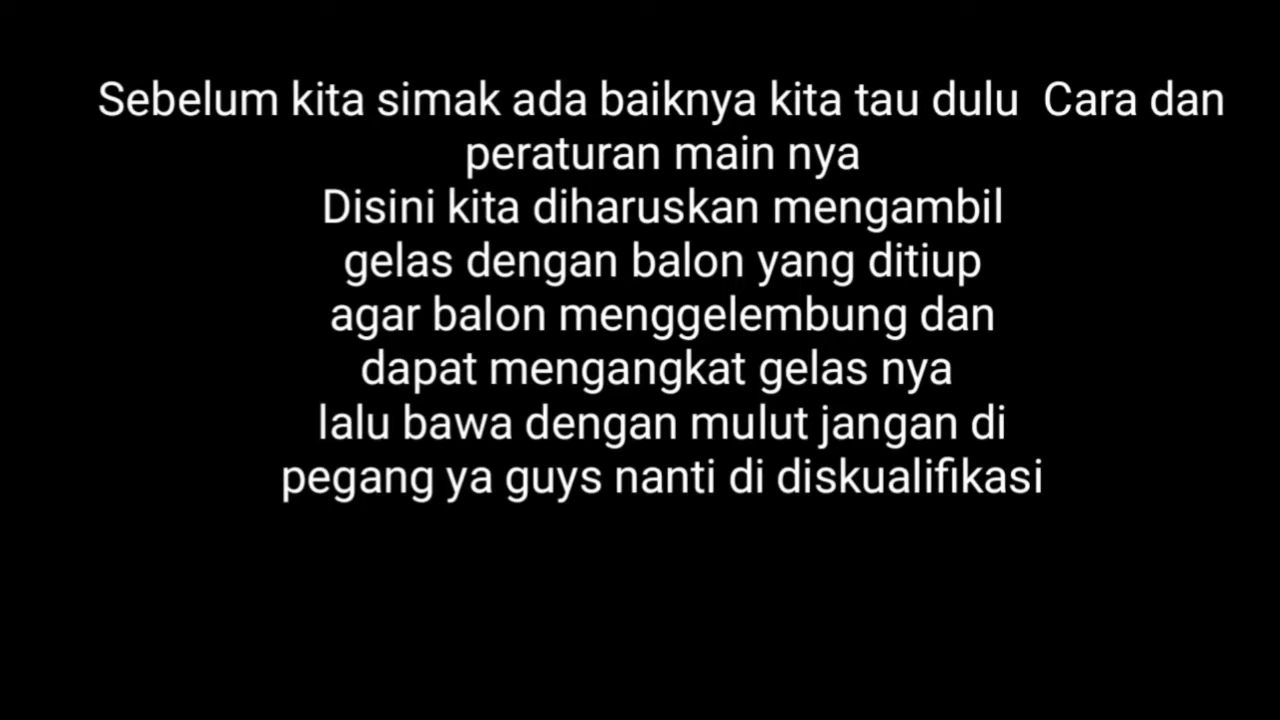 Sebelum kita simak ada baiknya kita tau dulu  Cara dan
peraturan main nya
Disini kita diharuskan mengambil
gelas dengan balon yang ditiup
agar balon menggelembung dan
dapat mengangkat gelas nya
lalu bawa dengan mulut jangan di
pegang ya guys nanti di diskualifikasi